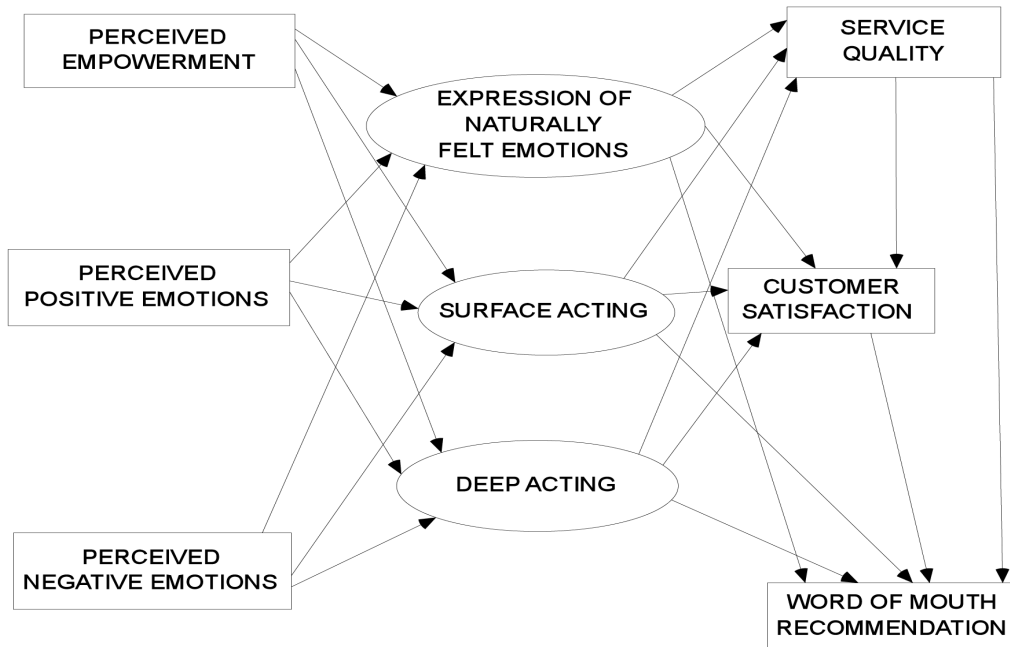 PERCEIVED
EMPOWERMENT
SERVICE
QUALITY
EXPRESSION OF
NATURALLY
FELT EMOTIONS
PERCEIVED
POSITIVE EMOTIONS
SURFACE ACTING
CUSTOMER
SATISFACTION
DEEP ACTING
PERCEIVED
NEGATIVE EMOTIONS
WORD OF MOUTH
RECOMMENDATION